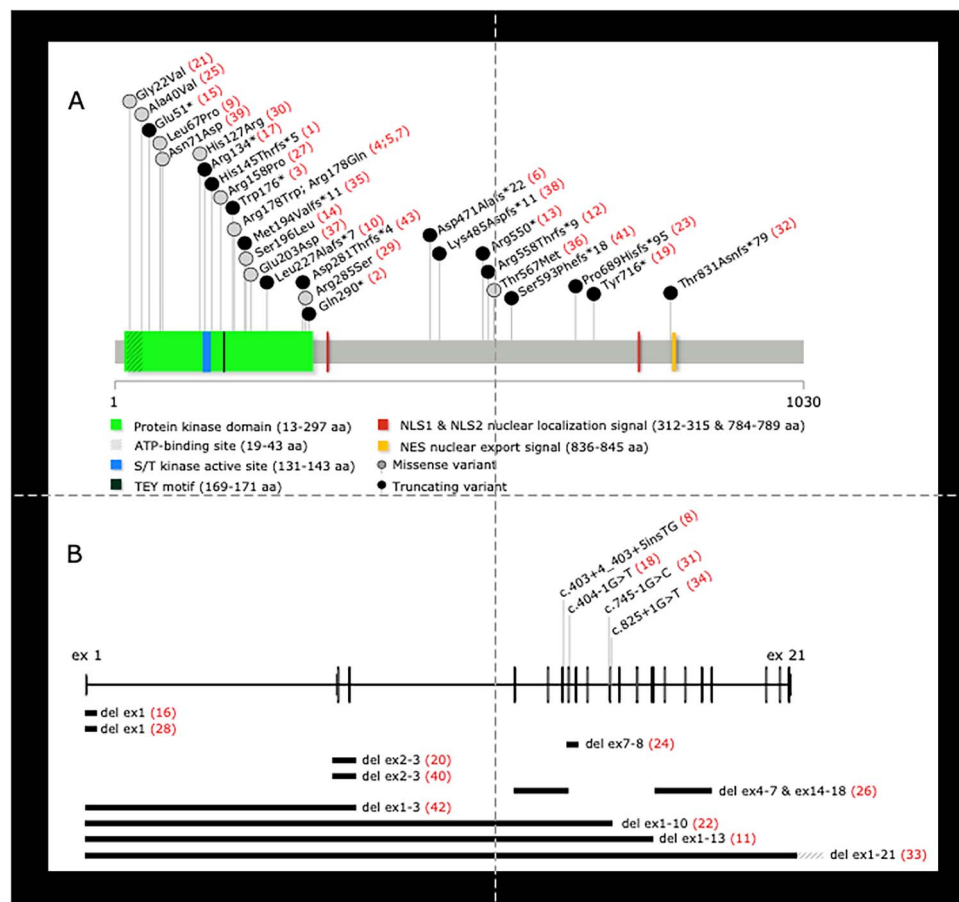 A
Gly22Val (21)
Ala40Val (25)
Glu51* (15)
Leu67Pro (9)
Asn71Asp (39)
His127Arg (30)
Arg134* (17)
His145Thrfs*5 (1)
Arg158Pro (27)
Trp176* (3)
Arg178Trp; Arg178Gln (4;5,7)
Met194Valfs*11 (35)
Ser196Leu (14)
Glu203Asp (37)
Leu227Alafs*7 (10)
Asp281Thrfs*4 (43)
Arg285Ser (29)
Gln290* (2)
Asp471Alafs*22 (6)
Lys485Aspfs*11 (38)
Arg550* (13)
Arg558Thrfs*9 (12)
Thr567Met (36)
Ser593Phefs*18 (41)
Pro689Hisfs*95 (23)
Tyr716* (19)
Thr831Asnfs*79 (32)
1
1030
Protein kinase domain (13-297 aa)
ATP-binding site (19-43 aa)
S/T kinase active site (131-143 aa)
TEY motif (169-171 aa)
NLS1 & NLS2 nuclear localization signal (312-315 & 784-789 aa)
NES nuclear export signal (836-845 aa)
Missense variant
Truncating variant
B
c.403+4_403+5insTG (8)
c.404-1G>T (18)
c.745-1G>C (31)
c.825+1G>T (34)
ex 1
ex 21
del ex1 (16)
del ex1 (28)
del ex7-8 (24)
del ex2-3 (20)
del ex2-3 (40)
del ex4-7 & ex14-18 (26)
del ex1-3 (42)
del ex1-10 (22)
del ex1-13 (11)
del ex1-21 (33)